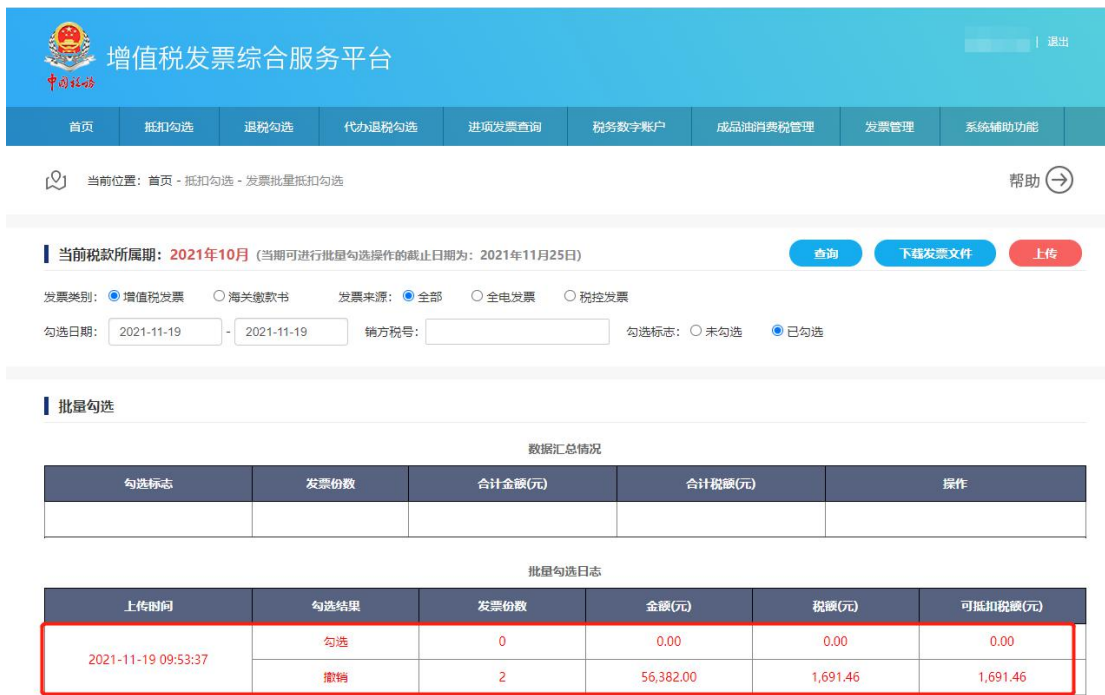 增值税发票综合服务平台
中国税务
| 退出
首页 抵扣勾选 退税勾选 代办退税勾选 进项发票查询 税务数字账户 成品油消费税管理 发票管理 系统辅助功能
当前位置：首页 - 抵扣勾选 - 发票批量抵扣勾选 帮助
当前税款所属期：2021年10月 (当期可进行批量勾选操作的截止日期为：2021年11月25日) 查询 下载发票文件 上传
发票类别： 增值税发票 海关缴款书 发票来源： 全部 全电发票 税控发票
勾选日期： 2021-11-19 - 2021-11-19 销方税号： 勾选标志： 未勾选 已勾选
批量勾选
数据汇总情况
勾选标志 发票份数 合计金额(元) 合计税额(元) 操作
批量勾选日志
上传时间 勾选结果 发票份数 金额(元) 税额(元) 可抵扣税额(元)
2021-11-19 09:53:37 勾选 0 0.00 0.00 0.00
撤销 2 56,382.00 1,691.46 1,691.46